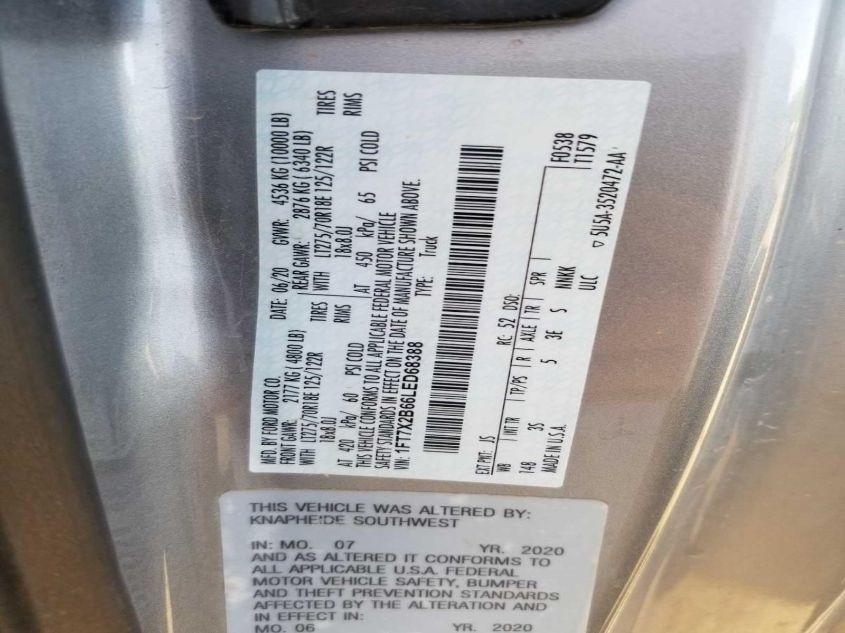 MFD. BY FORD MOTOR CO.
DATE: 06/20 GVWR: 4536 KG (10000 LB)
FRONT GAWR: 2177 KG ( 4800 LB) REAR GAWR: 2876 KG ( 6340 LB)
WITH LT275/70R18E 125/122R TIRES WITH LT275/70R18E 125/122R TIRES
18x8.0J RIMS 18x8.0J RIMS
AT 420 kPa/ 60 PSI COLD AT 450 kPa/ 65 PSI COLD
THIS VEHICLE CONFORMS TO ALL APPLICABLE FEDERAL MOTOR VEHICLE
SAFETY STANDARDS IN EFFECT ON THE DATE OF MANUFACTURE SHOWN ABOVE.
VIN: 1FT7X2B66LED68388 TYPE: Truck
EXT PNT: JS RC: 52 DSO: F0538
WB INT TR TP/PS R AXLE TR SPR T1579
148 3S 5 3E S NNKK
MADE IN U.S.A. ULC
▽ 5U5A-3520472-AA
THIS VEHICLE WAS ALTERED BY:
KNAPHEIDE SOUTHWEST
IN: MO. 07 YR. 2020
AND AS ALTERED IT CONFORMS TO
ALL APPLICABLE U.S.A. FEDERAL
MOTOR VEHICLE SAFETY, BUMPER
AND THEFT PREVENTION STANDARDS
AFFECTED BY THE ALTERATION AND
IN EFFECT IN:
MO. 06 YR. 2020